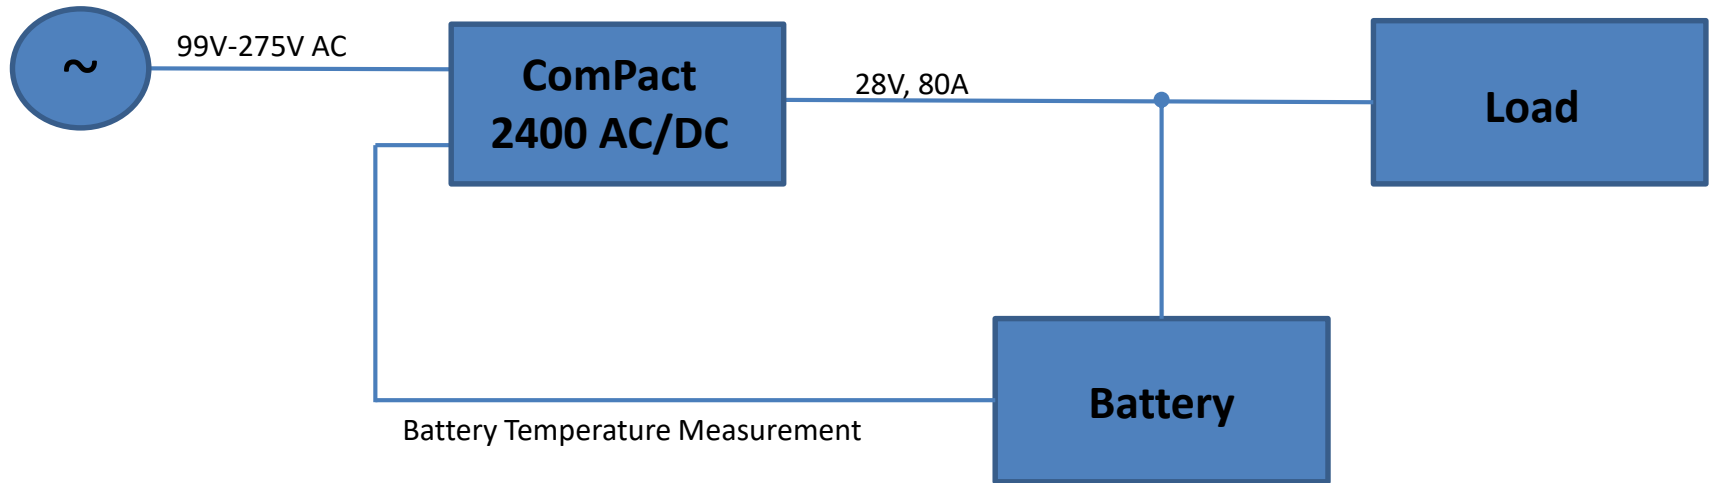 ~
99V-275V AC
ComPact
2400 AC/DC
28V, 80A
Load
Battery
Battery Temperature Measurement